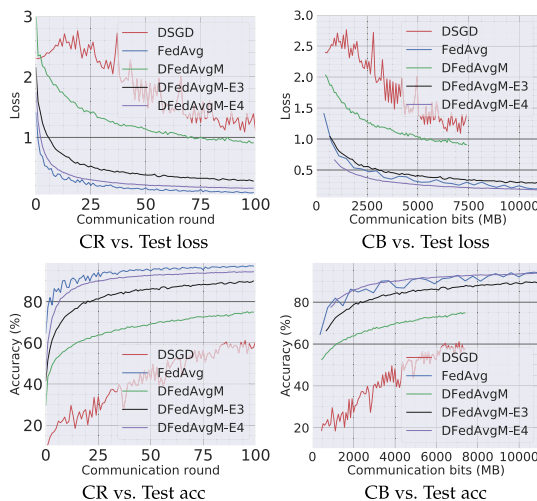 3
2
1
0
Loss
DSGD
FedAvg
DFedAvgM
DFedAvgM-E3
DFedAvgM-E4
0 25 50 75 100
Communication round
CR vs. Test loss
3.0
2.5
2.0
1.5
1.0
0.5
Loss
DSGD
FedAvg
DFedAvgM
DFedAvgM-E3
DFedAvgM-E4
0 2500 5000 7500 10000
Communication bits (MB)
CB vs. Test loss
80
60
40
20
Accuracy (%)
DSGD
FedAvg
DFedAvgM
DFedAvgM-E3
DFedAvgM-E4
0 25 50 75 100
Communication round
CR vs. Test acc
80
60
40
20
Accuracy (%)
DSGD
FedAvg
DFedAvgM
DFedAvgM-E3
DFedAvgM-E4
0 2000 4000 6000 8000 10000
Communication bits (MB)
CB vs. Test acc